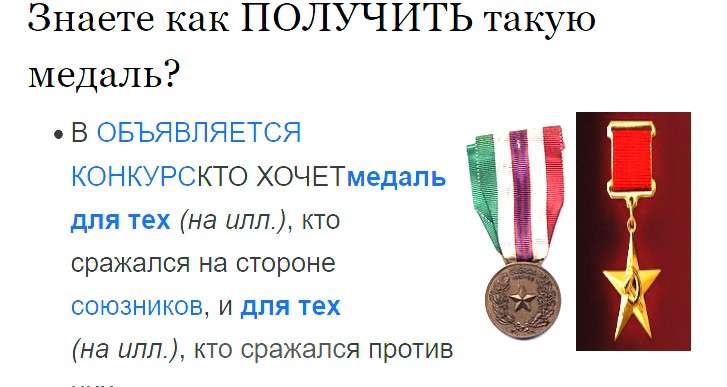 Знаете как ПОЛУЧИТЬ такую
медаль?
• В ОБЪЯВЛЯЕТСЯ
КОНКУРСКТО ХОЧЕТмедаль
для тех (на илл.), кто
сражался на стороне
союзников, и для тех
(на илл.), кто сражался против